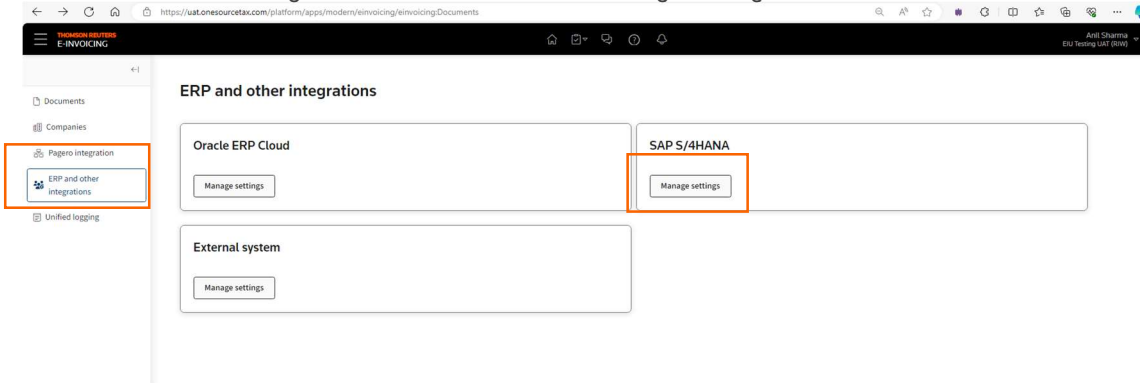 https://uat.onesourcetax.com/platform/apps/modern/einvoicing/einvoicing:Documents
THOMSON REUTERS
E-INVOICING
Anil Sharma
EIU Testing UAT (RIW)
Documents
Companies
Pagero integration
ERP and other
integrations
Unified logging
ERP and other integrations
Oracle ERP Cloud
Manage settings
SAP S/4HANA
Manage settings
External system
Manage settings